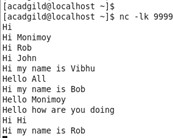 [acadgild@localhost ~]$
[acadgild@localhost ~]$ nc -lk 9999
Hi
Hi Monimoy
Hi Rob
Hi John
Hi my name is Vibhu
Hello All
Hi my name is Bob
Hello Monimoy
Hello how are you doing
Hi Hi
Hi my name is Rob